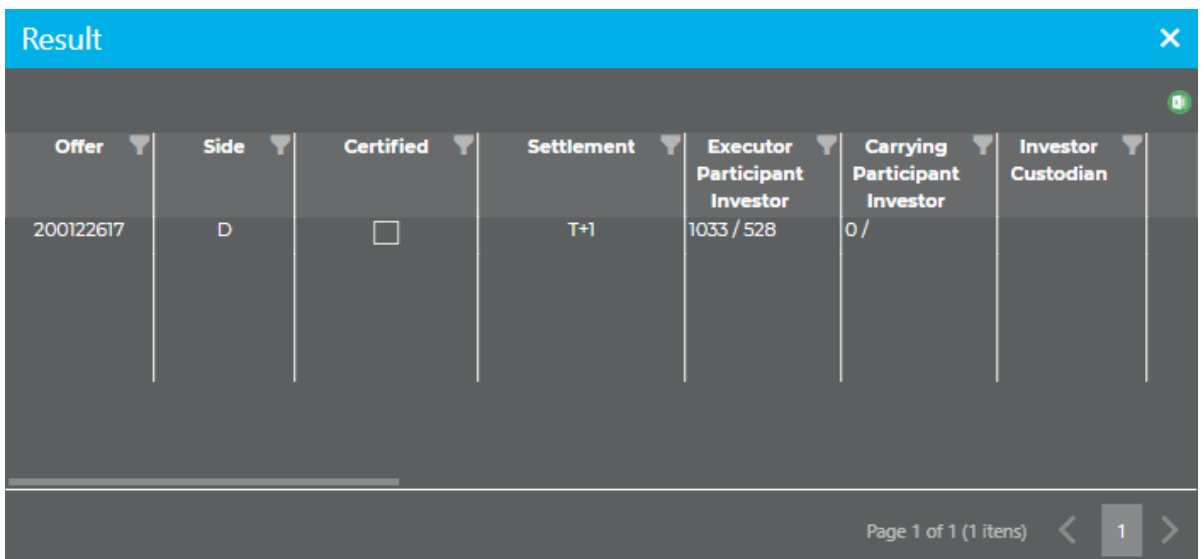 Result
Offer Side Certified Settlement Executor Participant Investor Carrying Participant Investor Investor Custodian
200122617 D T+1 1033 / 528 0 /
Page 1 of 1 (1 itens) 1